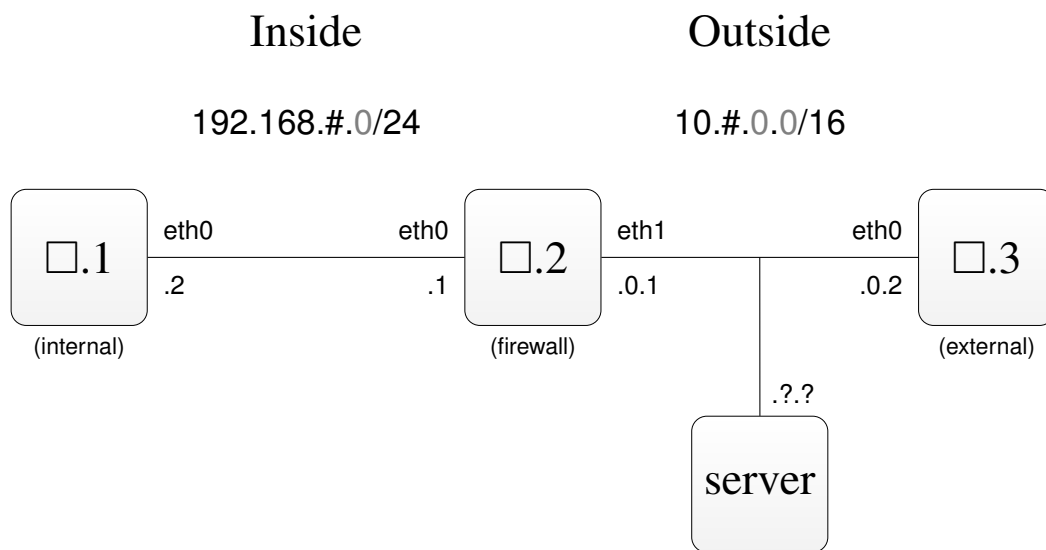 Inside
Outside
192.168.#.0/24
10.#.0.0/16
□.1
eth0
.2
eth0
.1
□.2
eth1
.0.1
eth0
.0.2
□.3
(internal)
(firewall)
(external)
.?.?
server